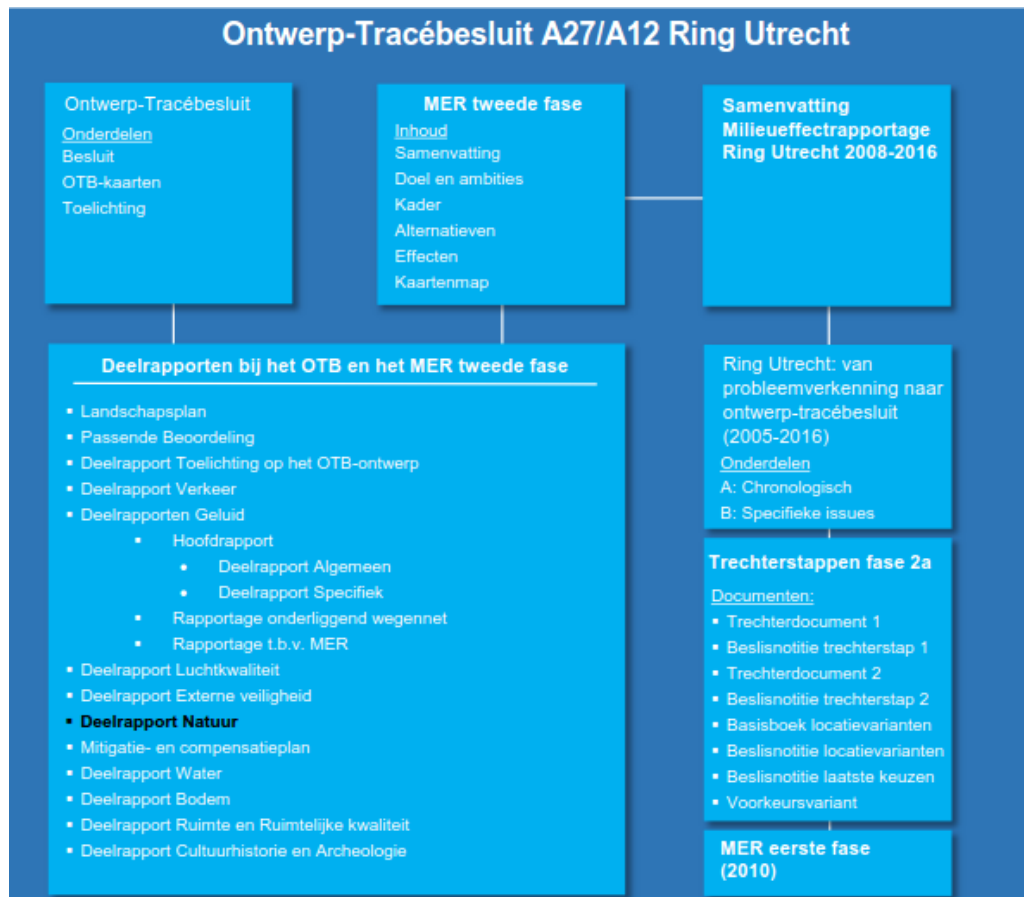 Ontwerp-Tracébesluit A27/A12 Ring Utrecht
Ontwerp-Tracébesluit
Onderdelen
Besluit
OTB-kaarten
Toelichting
MER tweede fase
Inhoud
Samenvatting
Doel en ambities
Kader
Alternatieven
Effecten
Kaartenmap
Samenvatting
Milieueffectrapportage
Ring Utrecht 2008-2016
Deelrapporten bij het OTB en het MER tweede fase
▪ Landschapsplan
▪ Passende Beoordeling
▪ Deelrapport Toelichting op het OTB-ontwerp
▪ Deelrapport Verkeer
▪ Deelrapporten Geluid
▪ Hoofdrapport
• Deelrapport Algemeen
• Deelrapport Specifiek
▪ Rapportage onderliggend wegennet
▪ Rapportage t.b.v. MER
▪ Deelrapport Luchtkwaliteit
▪ Deelrapport Externe veiligheid
▪ Deelrapport Natuur
▪ Mitigatie- en compensatieplan
▪ Deelrapport Water
▪ Deelrapport Bodem
▪ Deelrapport Ruimte en Ruimtelijke kwaliteit
▪ Deelrapport Cultuurhistorie en Archeologie
Ring Utrecht: van
probleemverkenning naar
ontwerp-tracébesluit
(2005-2016)
Onderdelen
A: Chronologisch
B: Specifieke issues
Trechterstappen fase 2a
Documenten:
▪ Trechterdocument 1
▪ Beslisnotitie trechterstap 1
▪ Trechterdocument 2
▪ Beslisnotitie trechterstap 2
▪ Basisboek locatievarianten
▪ Beslisnotitie locatievarianten
▪ Beslisnotitie laatste keuzen
▪ Voorkeursvariant
MER eerste fase
(2010)